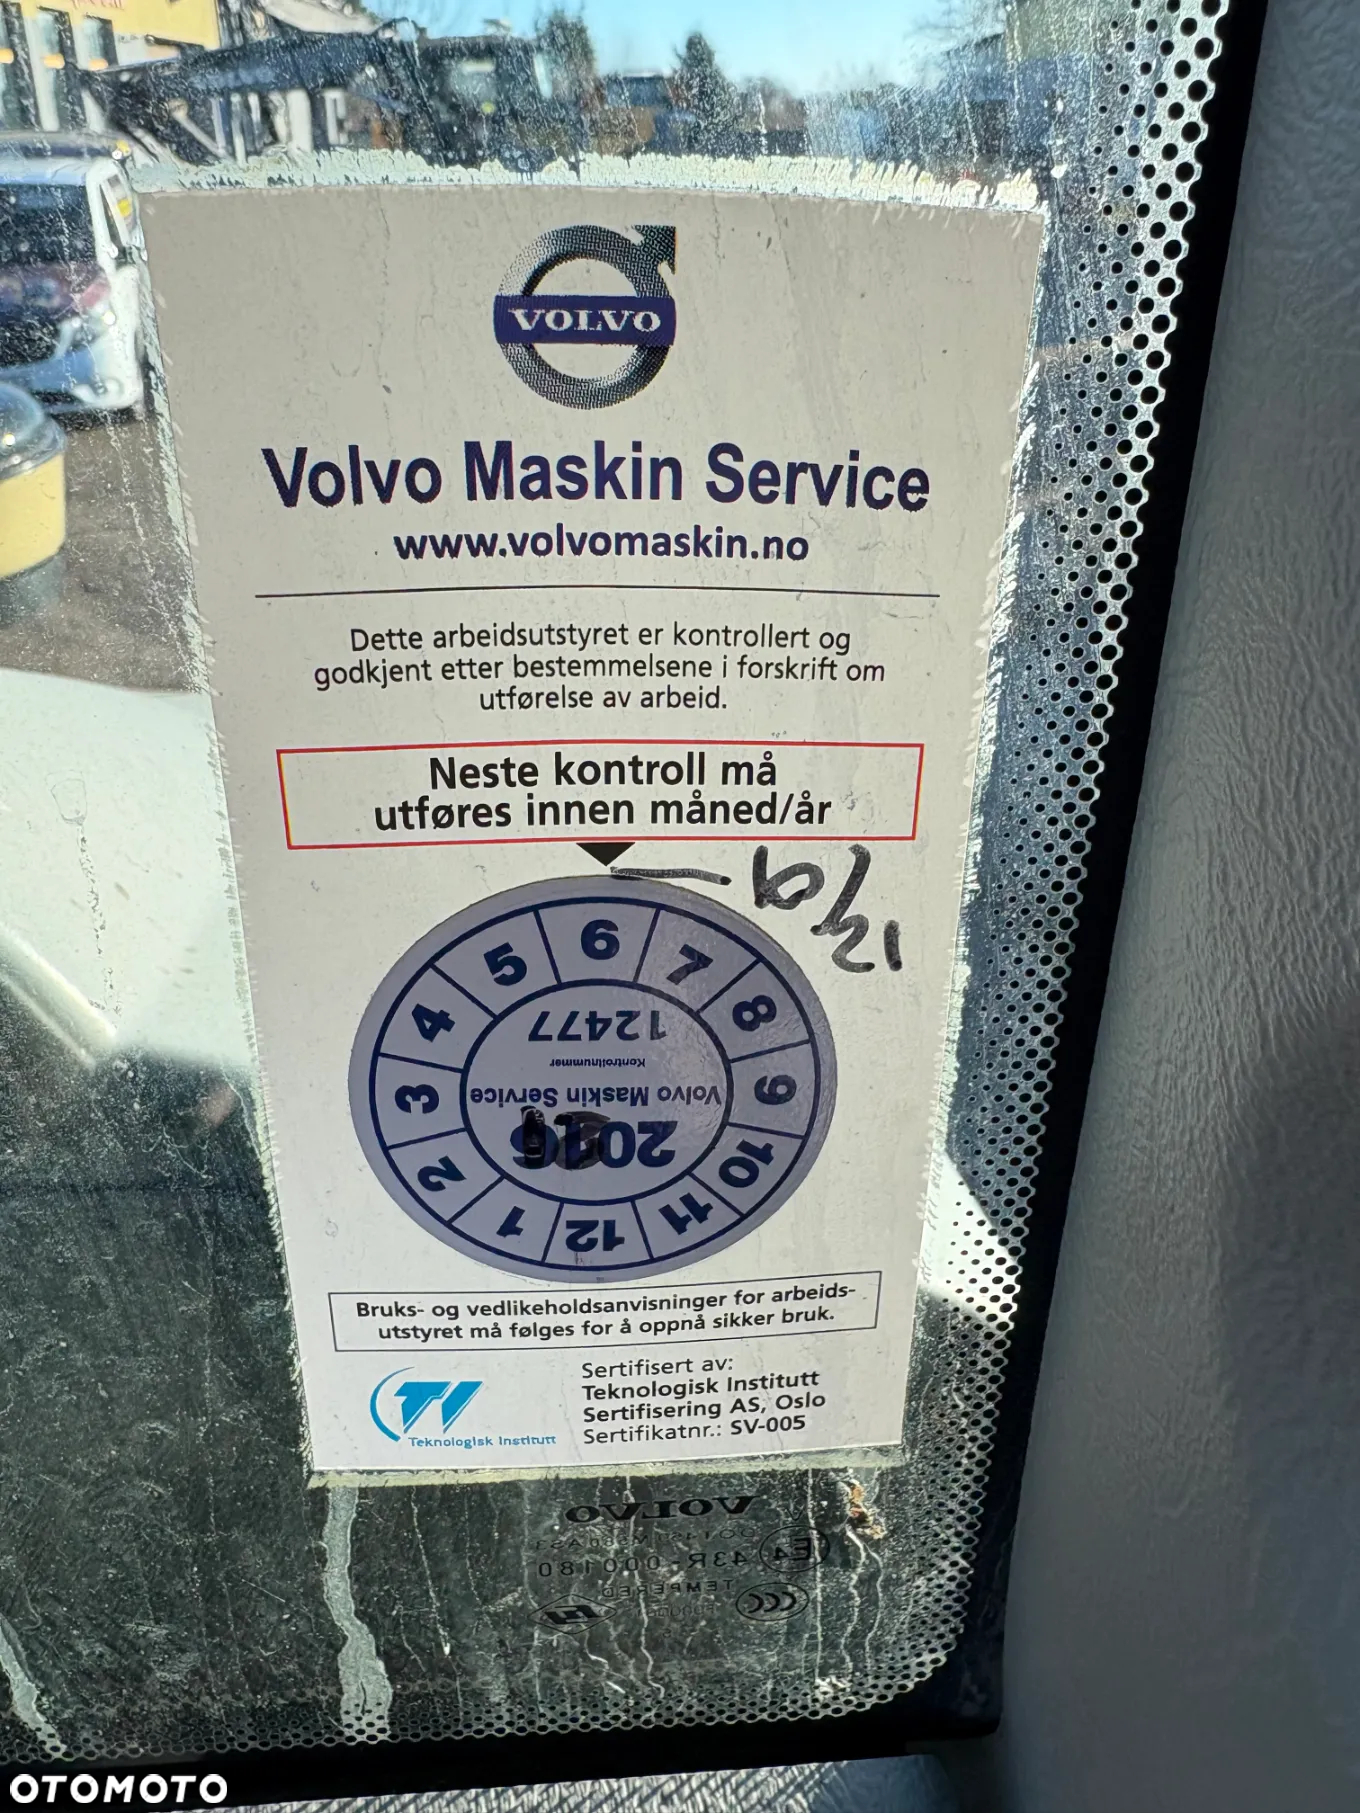 VOLVO
Volvo Maskin Service
www.volvomaskin.no
Dette arbeidsutstyret er kontrollert og
godkjent etter bestemmelsene i forskrift om
utførelse av arbeid.
Neste kontroll må
utføres innen måned/år
6 7 8 9 10 11 12 1 2 3 4 5
12477
Kontrollnummer
Volvo Maskin Service
Bruks- og vedlikeholdsanvisninger for arbeids-
utstyret må følges for å oppnå sikker bruk.
Teknologisk Institutt
Sertifisert av:
Teknologisk Institutt
Sertifisering AS, Oslo
Sertifikatnr.: SV-005
VOLVO
E4
43R-000180
TEMPERED
OTOMOTO